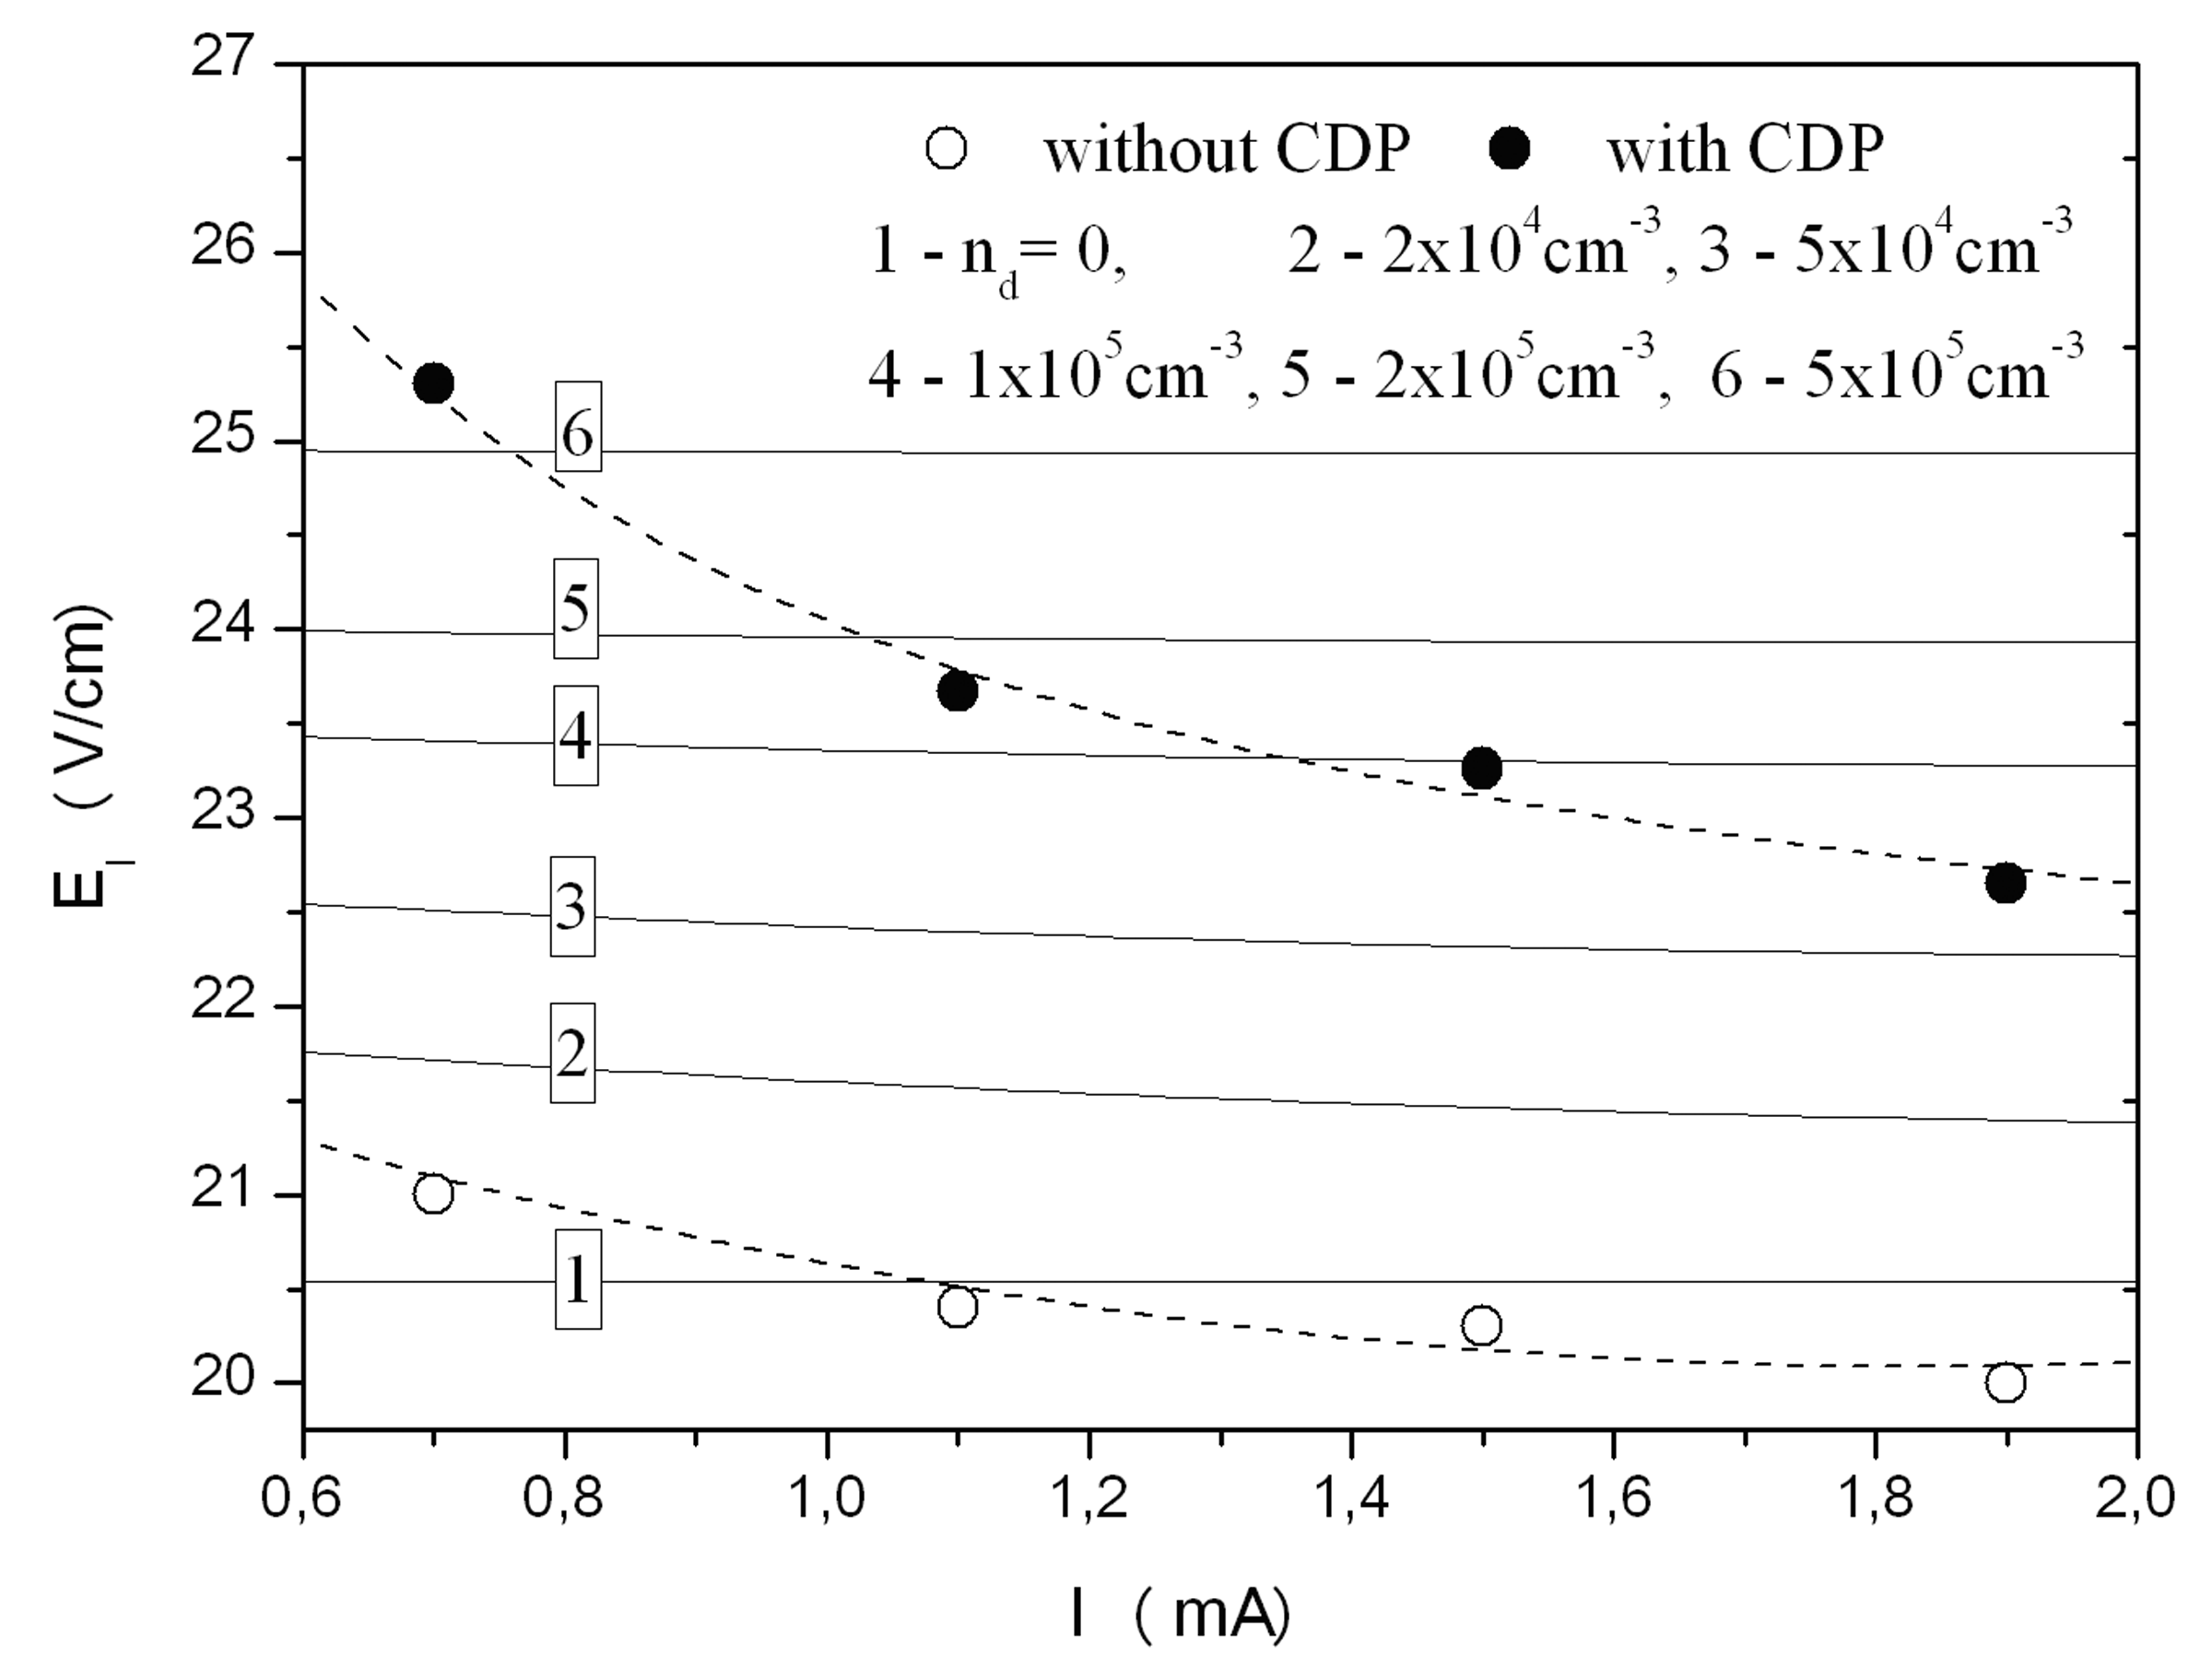 27
without CDP with CDP
26
1 - n_d= 0, 2 - 2x10^4cm^-3, 3 - 5x10^4cm^-3
4 - 1x10^5cm^-3, 5 - 2x10^5cm^-3, 6 - 5x10^5cm^-3
25
6
24
5
4
23
3
22
2
21
1
20
E_l ( V/cm)
0,6 0,8 1,0 1,2 1,4 1,6 1,8 2,0
I ( mA)